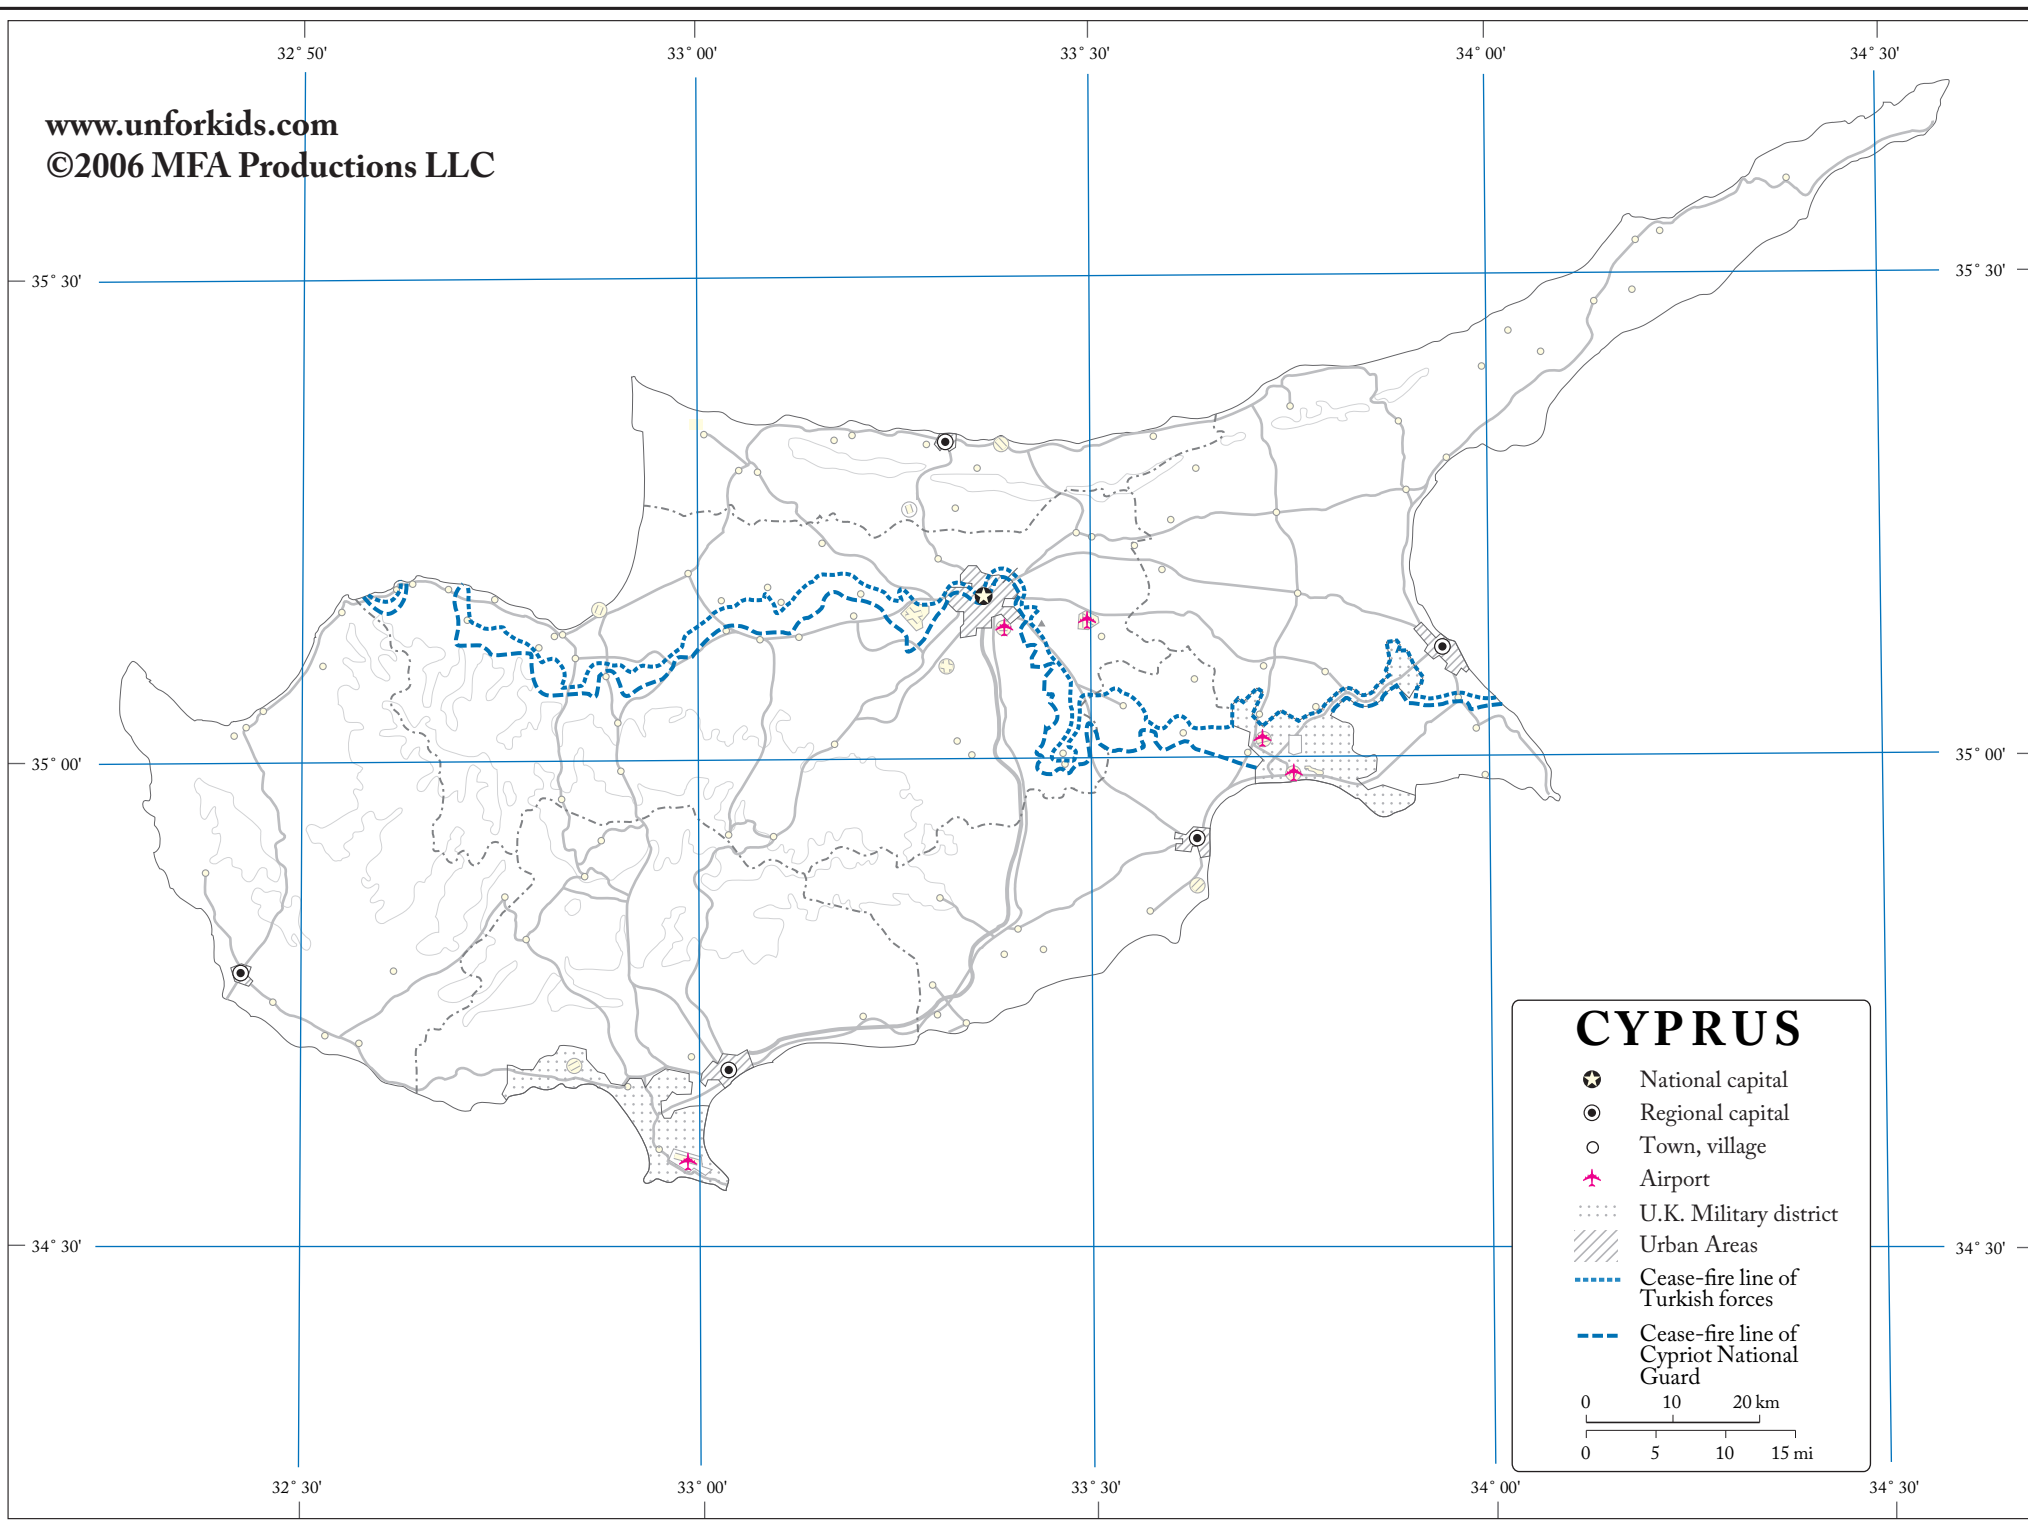 32° 50'
33° 00'
33° 30'
34° 00'
34° 30'
www.unforkids.com
©2006 MFA Productions LLC
35° 30'
35° 30'
35° 00'
35° 00'
34° 30'
34° 30'
CYPRUS
National capital
Regional capital
Town, village
Airport
U.K. Military district
Urban Areas
Cease-fire line of
Turkish forces
Cease-fire line of
Cypriot National
Guard
0 10 20 km
0 5 10 15 mi
32° 30'
33° 00'
33° 30'
34° 00'
34° 30'